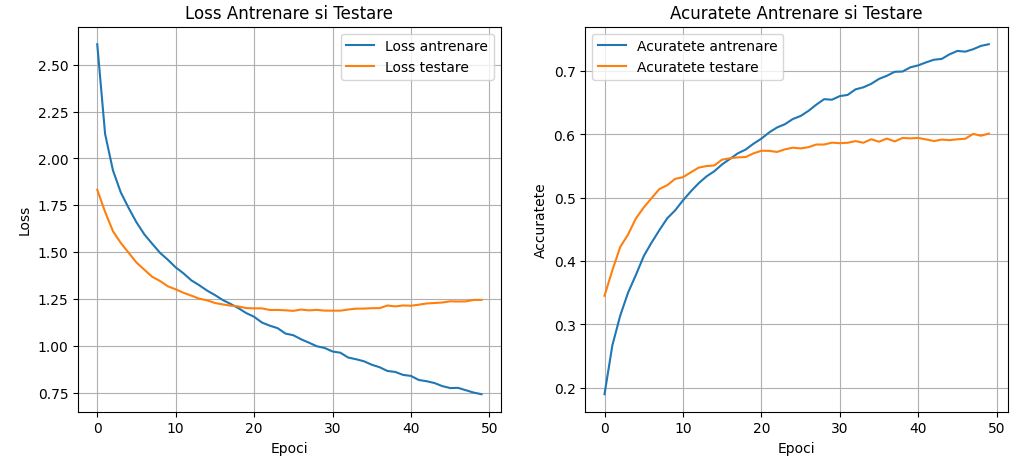 Loss Antrenare si Testare
Loss antrenare
Loss testare
2.50
2.25
2.00
1.75
1.50
1.25
1.00
0.75
Loss
0 10 20 30 40 50
Epoci
Acuratete Antrenare si Testare
Acuratete antrenare
Acuratete testare
0.7
0.6
0.5
0.4
0.3
0.2
Accuratete
0 10 20 30 40 50
Epoci